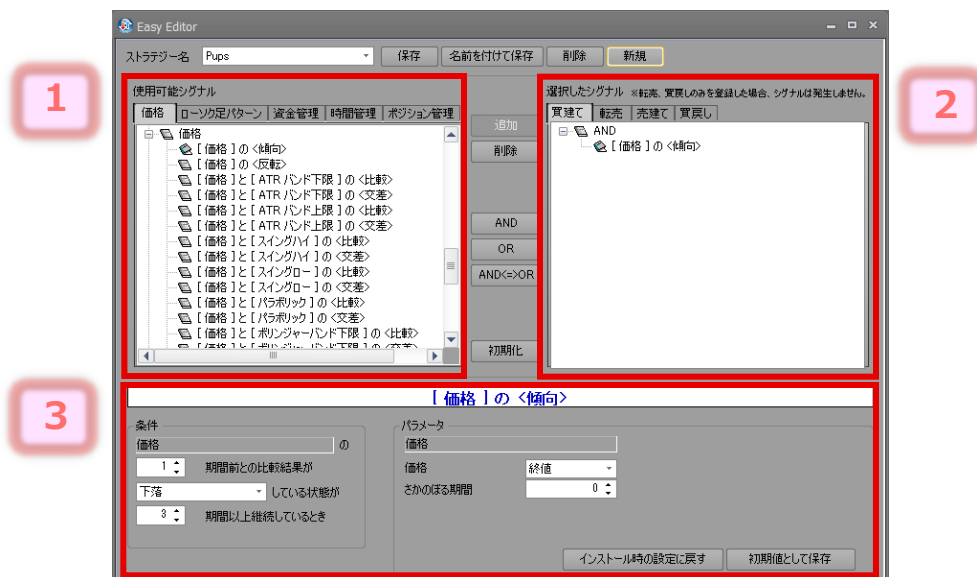 Easy Editor
ストラテジー名 Pups 保存 名前を付けて保存 削除 新規
1
使用可能シグナル
価格 ローソク足パターン 資金管理 時間管理 ポジション管理
価格
[ 価格 ] の <傾向>
[ 価格 ] の <反転>
[ 価格 ] と [ ATR バンド下限 ] の <比較>
[ 価格 ] と [ ATR バンド下限 ] の <交差>
[ 価格 ] と [ ATR バンド上限 ] の <比較>
[ 価格 ] と [ ATR バンド上限 ] の <交差>
[ 価格 ] と [ スイングハイ ] の <比較>
[ 価格 ] と [ スイングハイ ] の <交差>
[ 価格 ] と [ スイングロー ] の <比較>
[ 価格 ] と [ スイングロー ] の <交差>
[ 価格 ] と [ パラボリック ] の <比較>
[ 価格 ] と [ パラボリック ] の <交差>
[ 価格 ] と [ ボリンジャーバンド下限 ] の <比較>
[ 価格 ] と [ ボリンジャーバンド下限 ] の <交差>
追加
削除
AND
OR
AND<=>OR
初期化
2
選択したシグナル ※転売、買戻しのみを登録した場合、シグナルは発生しません。
買建て 転売 売建て 買戻し
AND
[ 価格 ] の <傾向>
3
[ 価格 ] の <傾向>
条件
価格 の
1 期間前との比較結果が
下落 している状態が
3 期間以上継続しているとき
パラメータ
価格
価格 終値
さかのぼる期間 0
インストール時の設定に戻す 初期値として保存